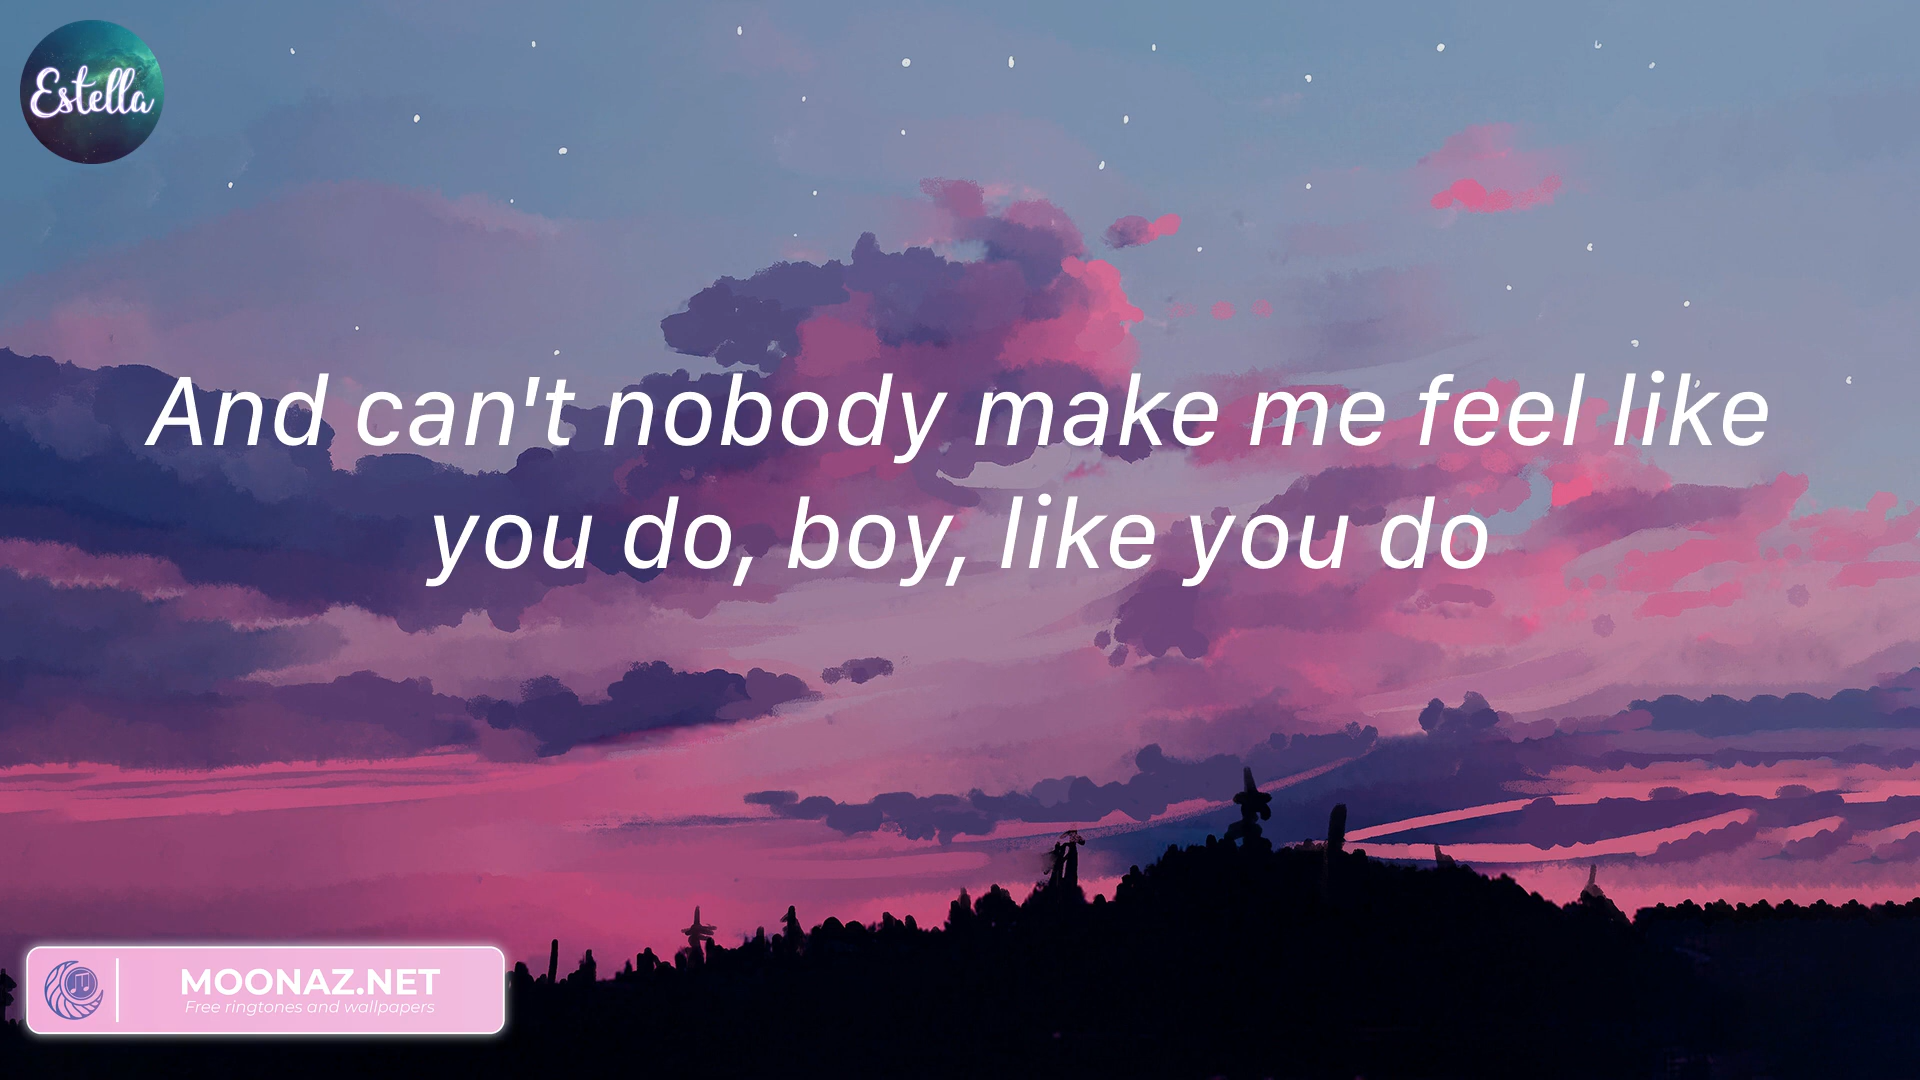 Estella
And can't nobody make me feel like
you do, boy, like you do
MOONAZ.NET
Free ringtones and wallpapers